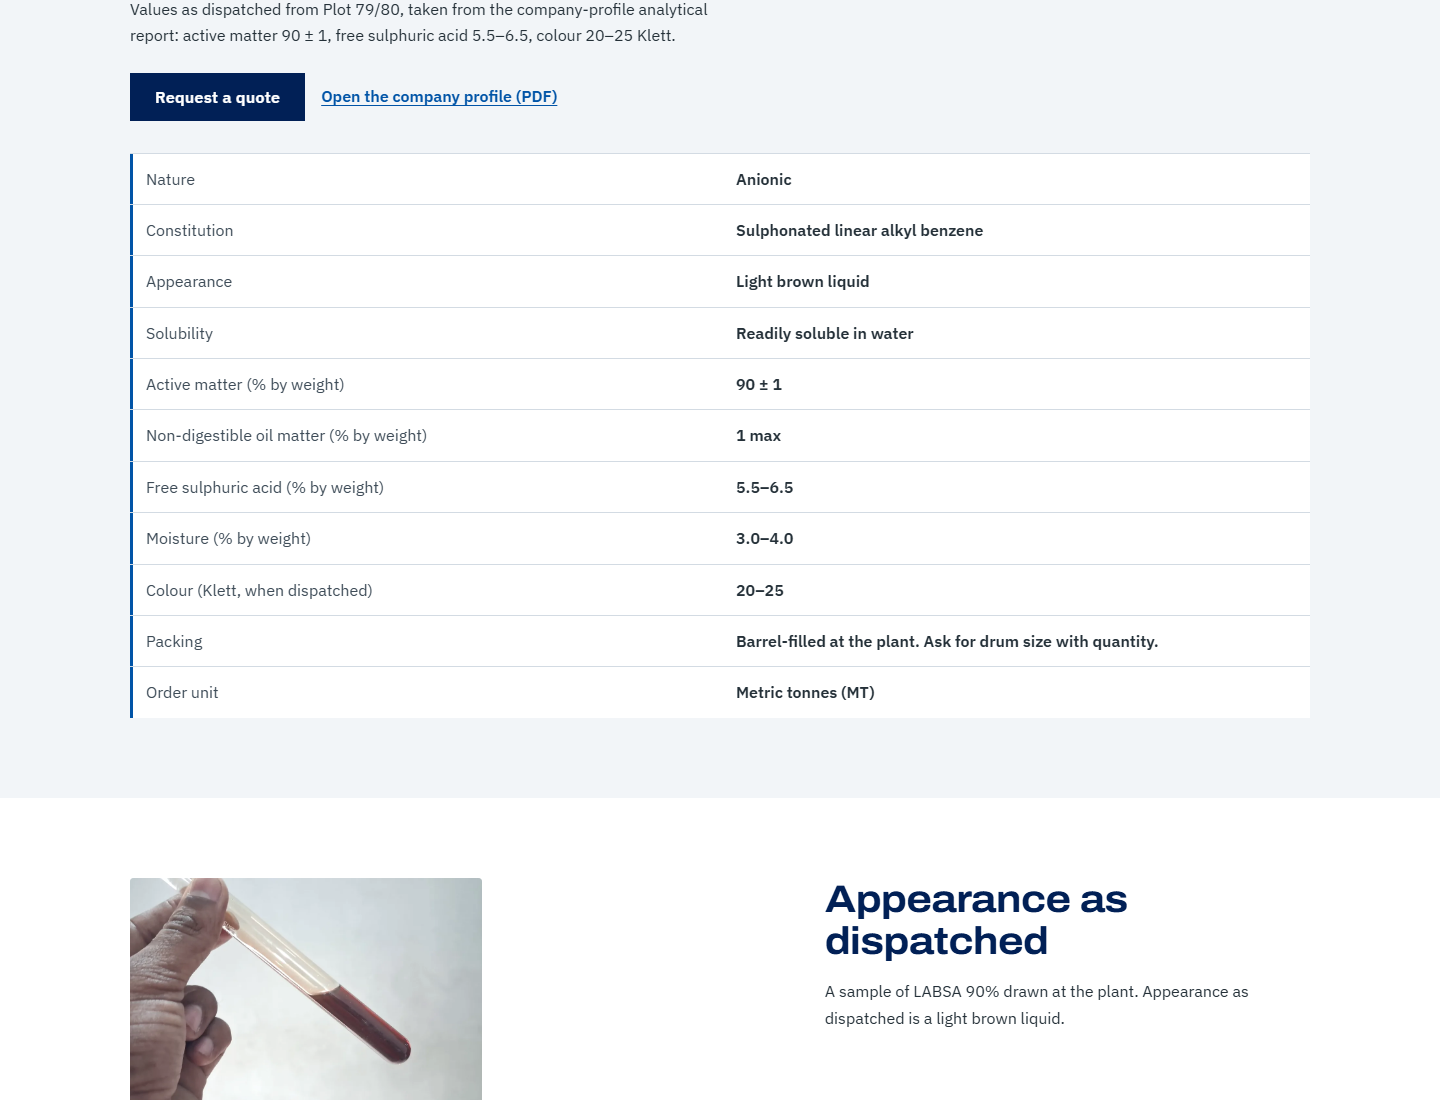 Values as dispatched from Plot 79/80, taken from the company-profile analytical
report: active matter 90 ± 1, free sulphuric acid 5.5–6.5, colour 20–25 Klett.
Request a quote
Open the company profile (PDF)
Nature Anionic
Constitution Sulphonated linear alkyl benzene
Appearance Light brown liquid
Solubility Readily soluble in water
Active matter (% by weight) 90 ± 1
Non-digestible oil matter (% by weight) 1 max
Free sulphuric acid (% by weight) 5.5–6.5
Moisture (% by weight) 3.0–4.0
Colour (Klett, when dispatched) 20–25
Packing Barrel-filled at the plant. Ask for drum size with quantity.
Order unit Metric tonnes (MT)
Appearance as
dispatched
A sample of LABSA 90% drawn at the plant. Appearance as
dispatched is a light brown liquid.